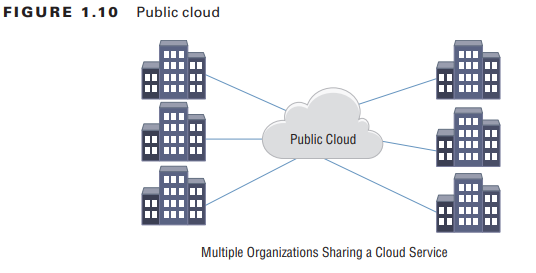 FIGURE 1.10 Public cloud
Public Cloud
Multiple Organizations Sharing a Cloud Service